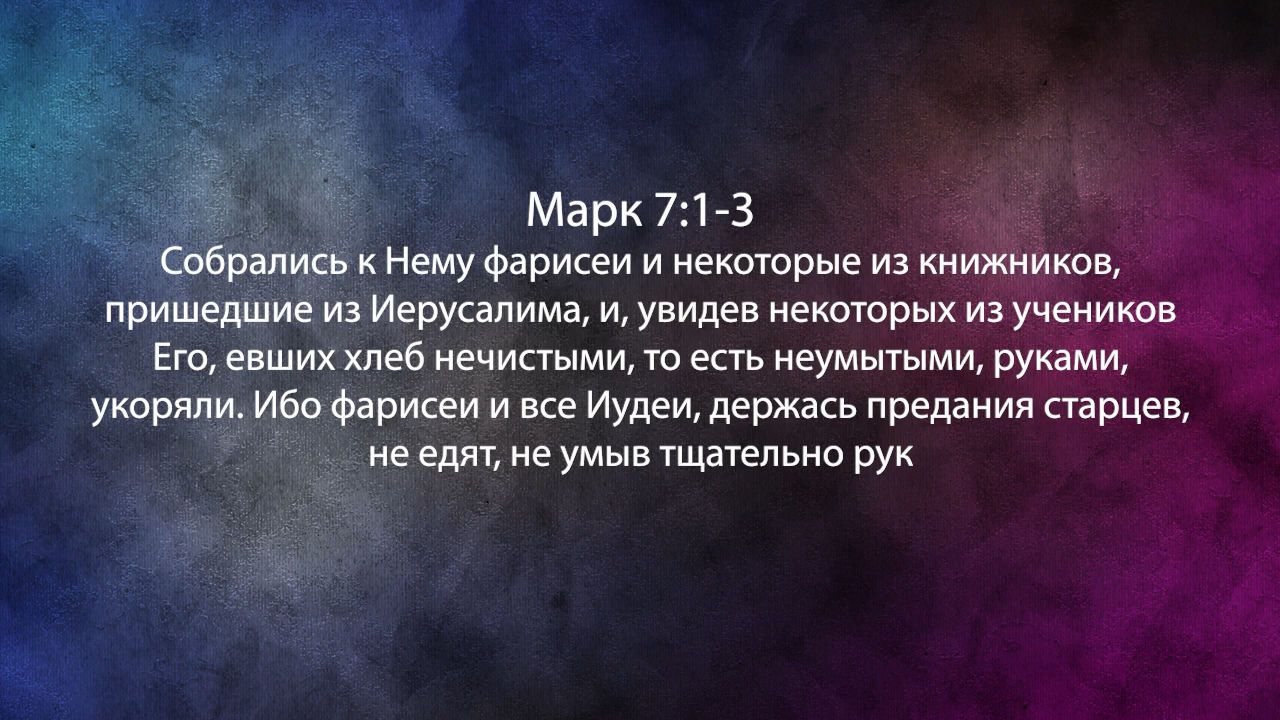 Марк 7:1-3
Собрались к Нему фарисеи и некоторые из книжников,
пришедшие из Иерусалима, и, увидев некоторых из учеников
Его, евших хлеб нечистыми, то есть неумытыми, руками,
укоряли. Ибо фарисеи и все Иудеи, держась предания старцев,
не едят, не умыв тщательно рук